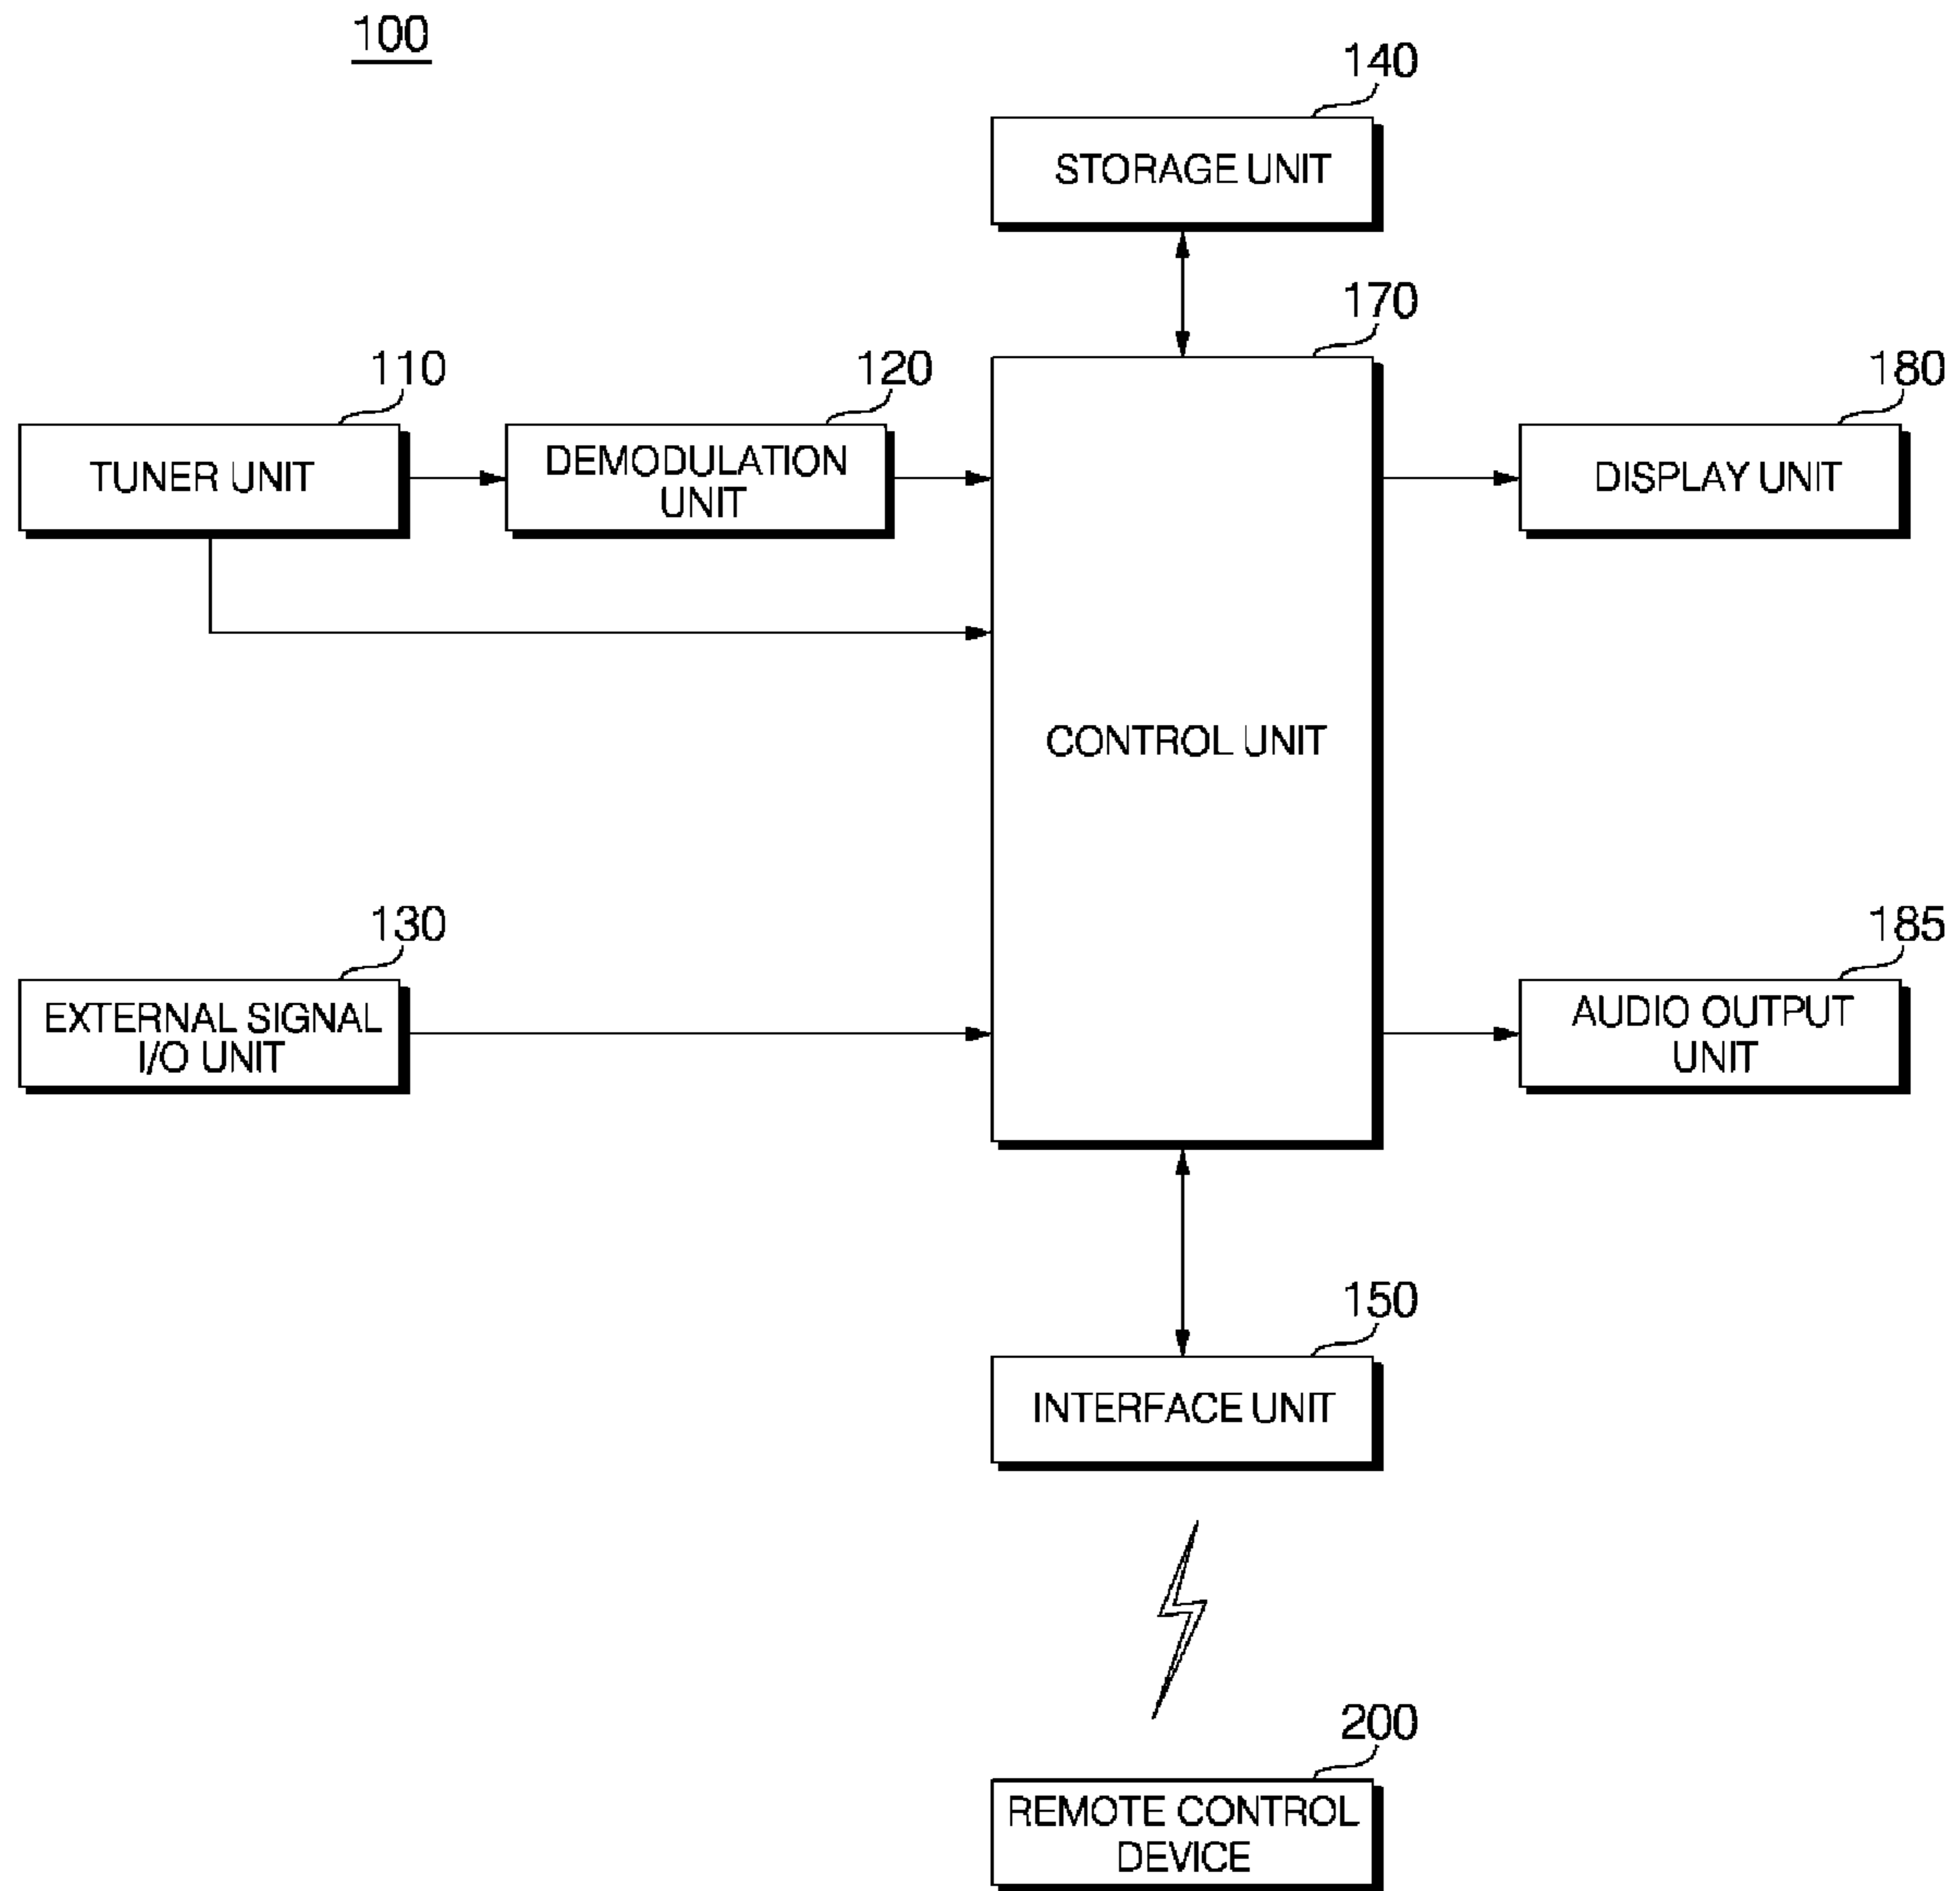 100
140
STORAGE UNIT
170
110
120
180
TUNER UNIT
DEMODULATION
UNIT
DISPLAY UNIT
CONTROL UNIT
130
185
EXTERNAL SIGNAL
I/O UNIT
AUDIO OUTPUT
UNIT
150
INTERFACE UNIT
200
REMOTE CONTROL
DEVICE